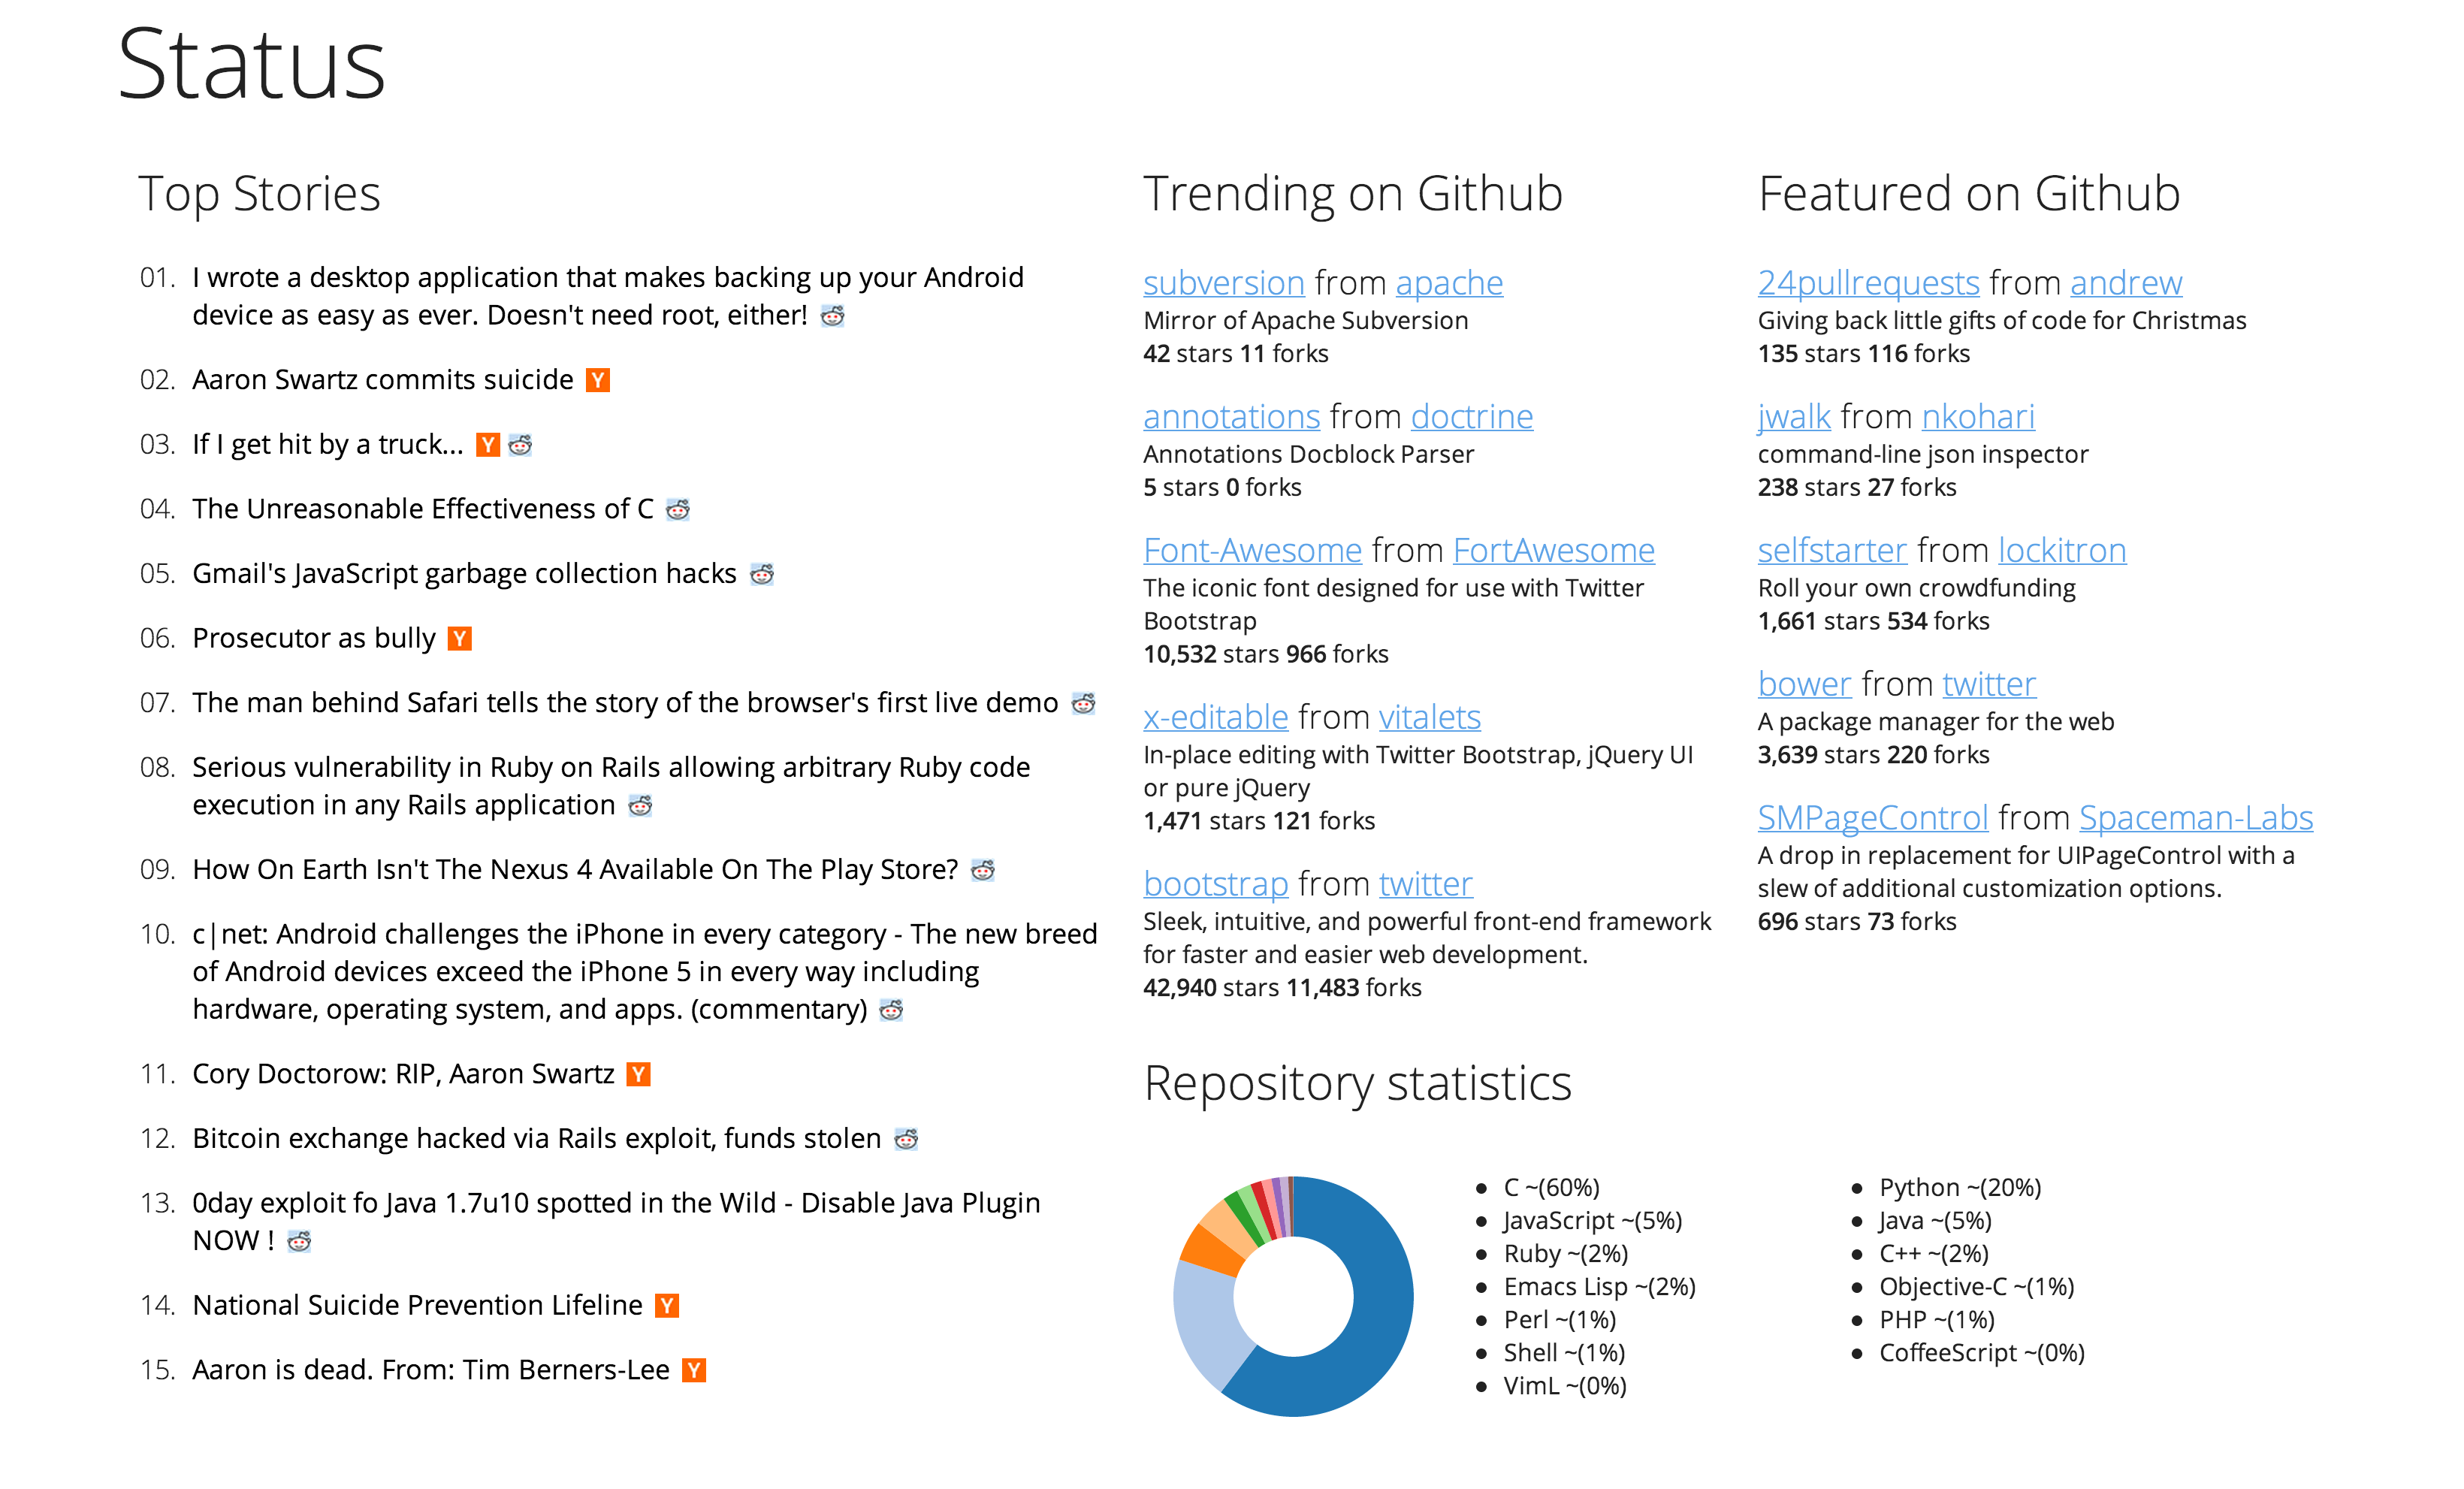 Status
Top Stories
01. I wrote a desktop application that makes backing up your Android
device as easy as ever. Doesn't need root, either!
02. Aaron Swartz commits suicide Y
03. If I get hit by a truck... Y
04. The Unreasonable Effectiveness of C
05. Gmail's JavaScript garbage collection hacks
06. Prosecutor as bully Y
07. The man behind Safari tells the story of the browser's first live demo
08. Serious vulnerability in Ruby on Rails allowing arbitrary Ruby code
execution in any Rails application
09. How On Earth Isn't The Nexus 4 Available On The Play Store?
10. c|net: Android challenges the iPhone in every category - The new breed
of Android devices exceed the iPhone 5 in every way including
hardware, operating system, and apps. (commentary)
11. Cory Doctorow: RIP, Aaron Swartz Y
12. Bitcoin exchange hacked via Rails exploit, funds stolen
13. 0day exploit fo Java 1.7u10 spotted in the Wild - Disable Java Plugin
NOW !
14. National Suicide Prevention Lifeline Y
15. Aaron is dead. From: Tim Berners-Lee Y
Trending on Github
subversion from apache
Mirror of Apache Subversion
42 stars 11 forks
annotations from doctrine
Annotations Docblock Parser
5 stars 0 forks
Font-Awesome from FortAwesome
The iconic font designed for use with Twitter
Bootstrap
10,532 stars 966 forks
x-editable from vitalets
In-place editing with Twitter Bootstrap, jQuery UI
or pure jQuery
1,471 stars 121 forks
bootstrap from twitter
Sleek, intuitive, and powerful front-end framework
for faster and easier web development.
42,940 stars 11,483 forks
Featured on Github
24pullrequests from andrew
Giving back little gifts of code for Christmas
135 stars 116 forks
jwalk from nkohari
command-line json inspector
238 stars 27 forks
selfstarter from lockitron
Roll your own crowdfunding
1,661 stars 534 forks
bower from twitter
A package manager for the web
3,639 stars 220 forks
SMPageControl from Spaceman-Labs
A drop in replacement for UIPageControl with a
slew of additional customization options.
696 stars 73 forks
Repository statistics
• C ~(60%)
• JavaScript ~(5%)
• Ruby ~(2%)
• Emacs Lisp ~(2%)
• Perl ~(1%)
• Shell ~(1%)
• VimL ~(0%)
• Python ~(20%)
• Java ~(5%)
• C++ ~(2%)
• Objective-C ~(1%)
• PHP ~(1%)
• CoffeeScript ~(0%)